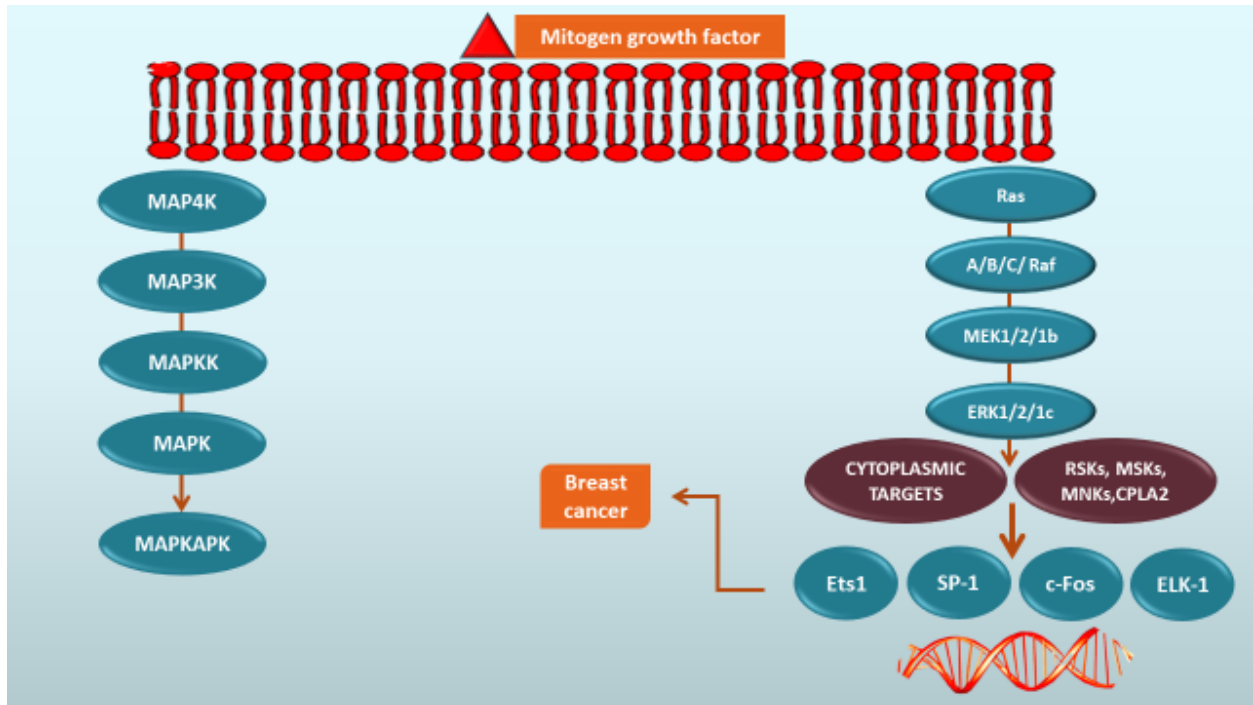 Mitogen growth factor
MAP4K
MAP3K
MAPKK
MAPK
MAPKAPK
Ras
A/B/C/ Raf
MEK1/2/1b
ERK1/2/1c
CYTOPLASMIC
TARGETS
RSKs, MSKs,
MNKs,CPLA2
Breast
cancer
Ets1
SP-1
c-Fos
ELK-1